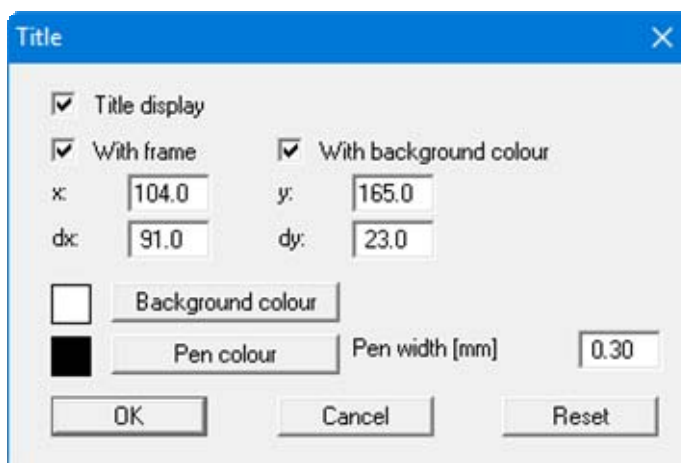 Title
Title display
With frame With background colour
x: 104.0 y: 165.0
dx: 91.0 dy: 23.0
Background colour
Pen colour Pen width [mm] 0.30
OK Cancel Reset